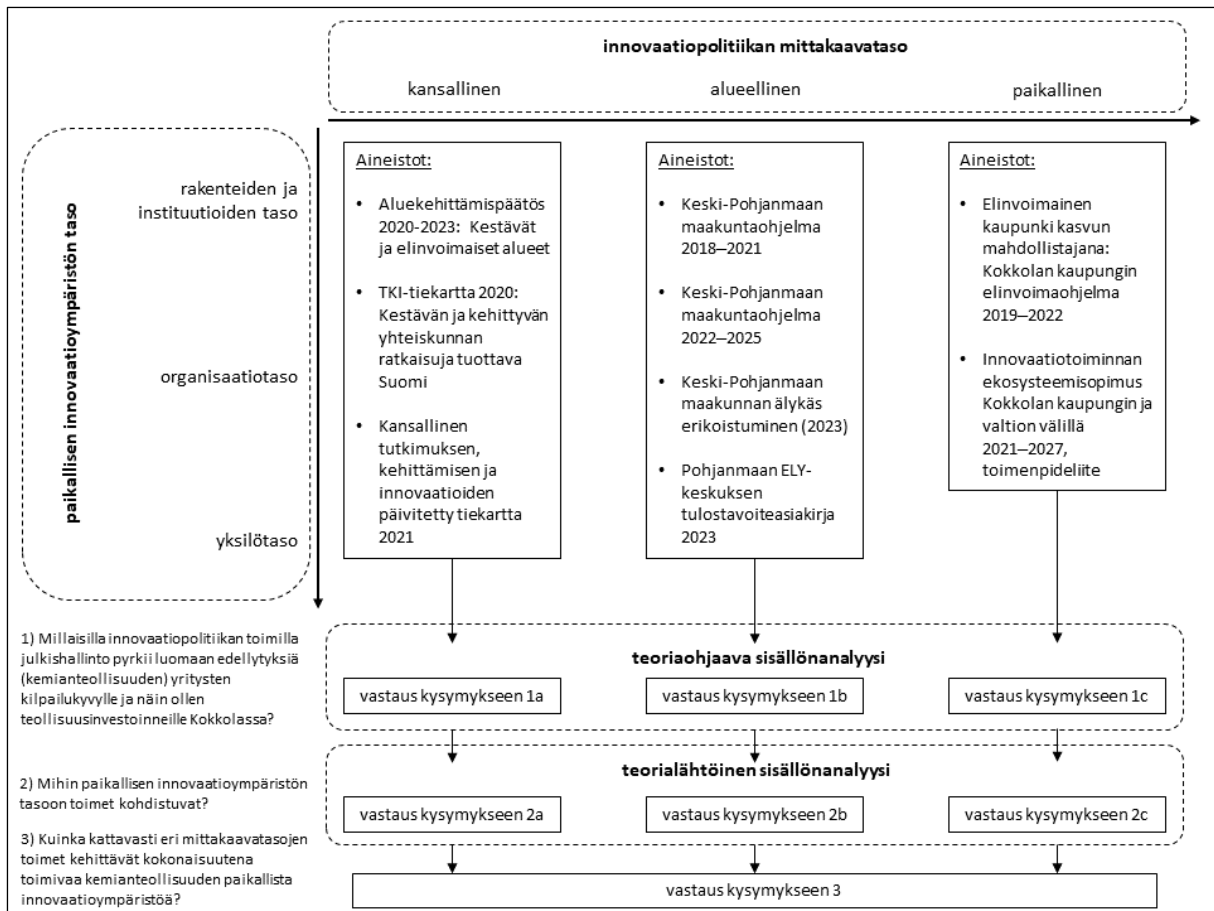 innovaatiopolitiikan mittakaavataso
kansallinen
alueellinen
paikallinen
paikallisen innovaatioympäristön taso
rakenteiden ja
instituutioiden taso
organisaatiotaso
yksilötaso
Aineistot:
• Aluekehittämispäätös
2020-2023: Kestävät
ja elinvoimaiset alueet
• TKI-tiekartta 2020:
Kestävän ja kehittyvän
yhteiskunnan
ratkaisuja tuottava
Suomi
• Kansallinen
tutkimuksen,
kehittämisen ja
innovaatioiden
päivitetty tiekartta
2021
Aineistot:
• Keski-Pohjanmaan
maakuntaohjelma
2018–2021
• Keski-Pohjanmaan
maakuntaohjelma
2022–2025
• Keski-Pohjanmaan
maakunnan älykäs
erikoistuminen (2023)
• Pohjanmaan ELY-
keskuksen
tulostavoiteasiakirja
2023
Aineistot:
• Elinvoimainen
kaupunki kasvun
mahdollistajana:
Kokkolan kaupungin
elinvoimaohjelma
2019–2022
• Innovaatiotoiminnan
ekosysteemisopimus
Kokkolan kaupungin ja
valtion välillä
2021–2027,
toimenpideliite
1) Millaisilla innovaatiopolitiikan toimilla
julkishallinto pyrkii luomaan edellytyksiä
(kemianteollisuuden) yritysten
kilpailukyvylle ja näin ollen
teollisuusinvestoinneille Kokkolassa?
teoriaohjaava sisällönanalyysi
vastaus kysymykseen 1a
vastaus kysymykseen 1b
vastaus kysymykseen 1c
2) Mihin paikallisen innovaatioympäristön
tasoon toimet kohdistuvat?
teorialähtöinen sisällönanalyysi
vastaus kysymykseen 2a
vastaus kysymykseen 2b
vastaus kysymykseen 2c
3) Kuinka kattavasti eri mittakaavatasojen
toimet kehittävät kokonaisuutena
toimivaa kemianteollisuuden paikallista
innovaatioympäristöä?
vastaus kysymykseen 3